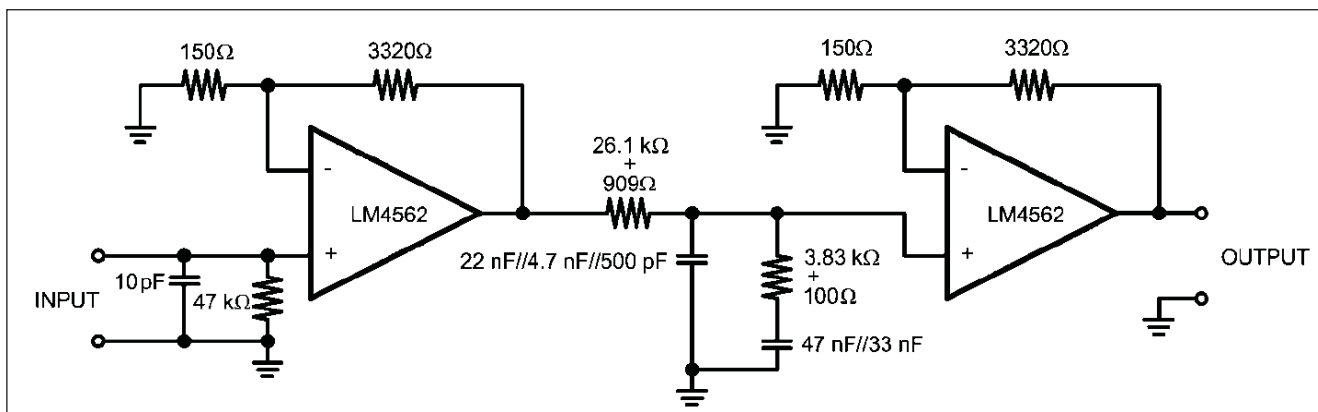 150Ω
3320Ω
150Ω
3320Ω
26.1 kΩ
+
909Ω
-
LM4562
+
-
LM4562
+
22 nF//4.7 nF//500 pF
3.83 kΩ
+
100Ω
OUTPUT
INPUT
10pF
47 kΩ
47 nF//33 nF